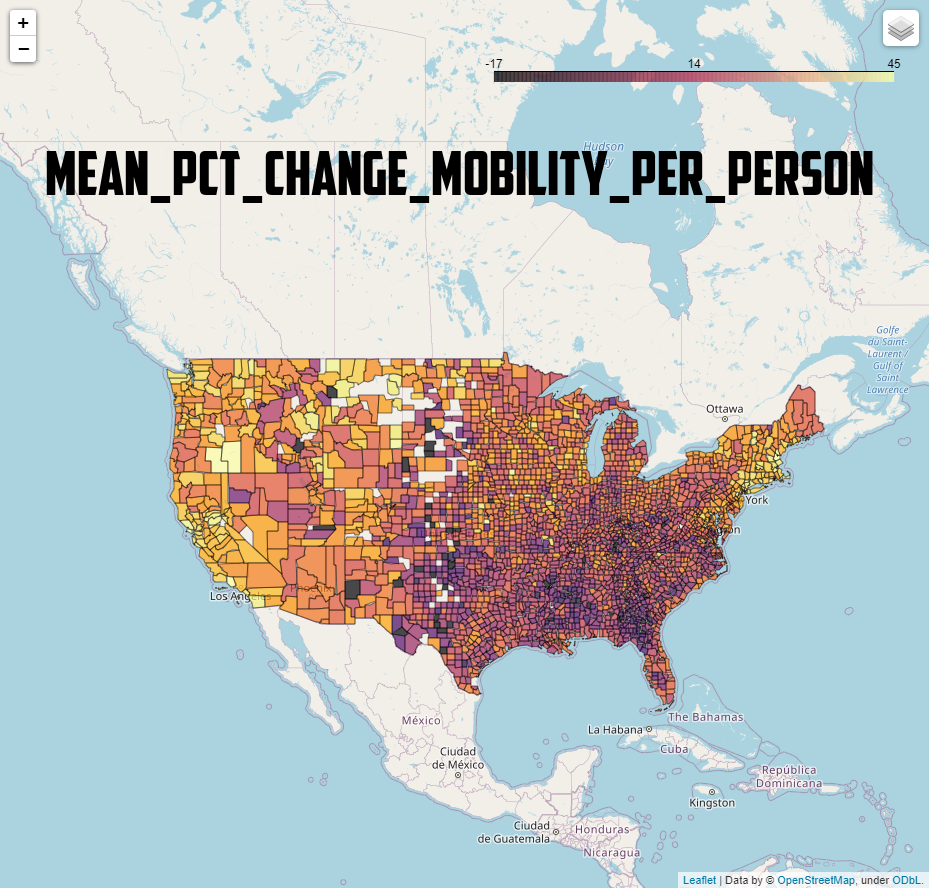 +
−
-17 14 45
Hudson
MEAN_PCT_CHANGE_MOBILITY_PER_PERSON
Golfe
du Saint-
Laurent /
Gulf of
Saint
Lawrence
Ottawa
York
Los Angeles
México
Ciudad
de México
La Habana
The Bahamas
Cuba
República
Dominicana
Kingston
Ciudad
de Guatemala
Honduras
Nicaragua
Leaflet | Data by © OpenStreetMap, under ODbL.